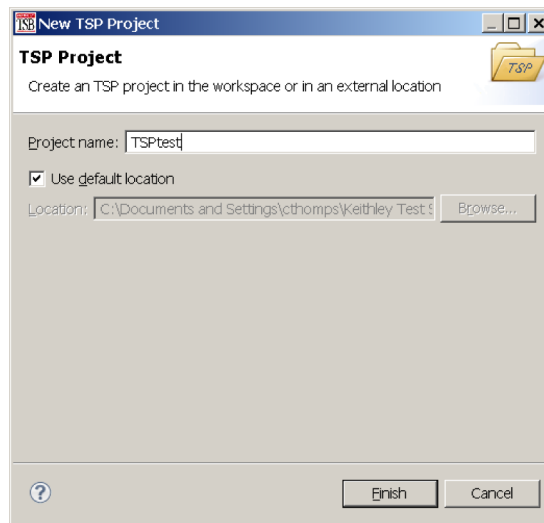 TSB New TSP Project
TSP Project
Create an TSP project in the workspace or in an external location
TSP
Project name: TSPtest
Use default location
Location: C:\Documents and Settings\cthomps\Keithley Test S Browse...
?
Finish Cancel